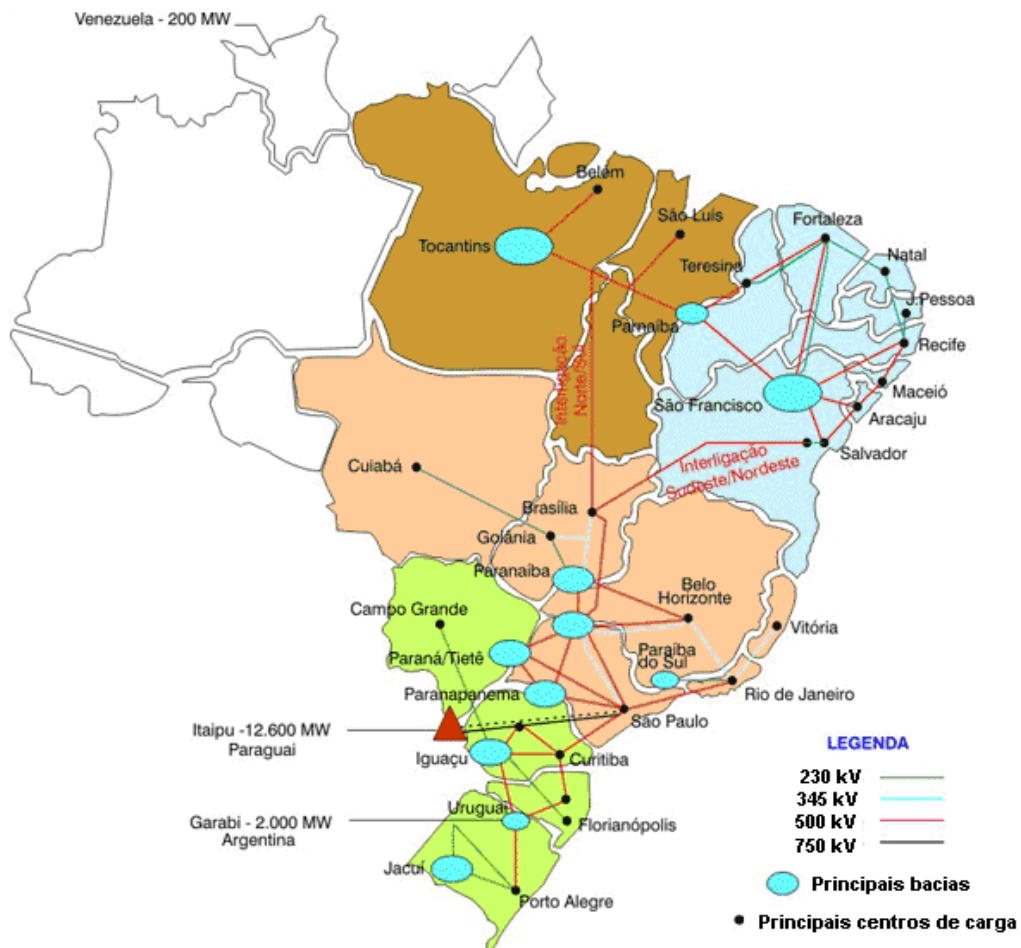 Venezuela - 200 MW
Belém
São Luís
Fortaleza
Tocantins
Teresina
Natal
J.Pessoa
Parnaíba
Recife
Interligação
Norte/Sul
Maceió
São Francisco
Aracaju
Salvador
Interligação
Sudoste/Nordeste
Cuiabá
Brasília
Goiânia
Paranaíba
Belo
Horizonte
Campo Grande
Vitória
Paraná/Tietê
Paraíba
do Sul
Paranapanema
Rio de Janeiro
São Paulo
Itaipu -12.600 MW
Paraguai
Iguaçu
Curitiba
Uruguai
Garabi - 2.000 MW
Argentina
Florianópolis
Jacuí
Porto Alegre
LEGENDA
230 kV
345 kV
500 kV
750 kV
Principais bacias
Principais centros de carga